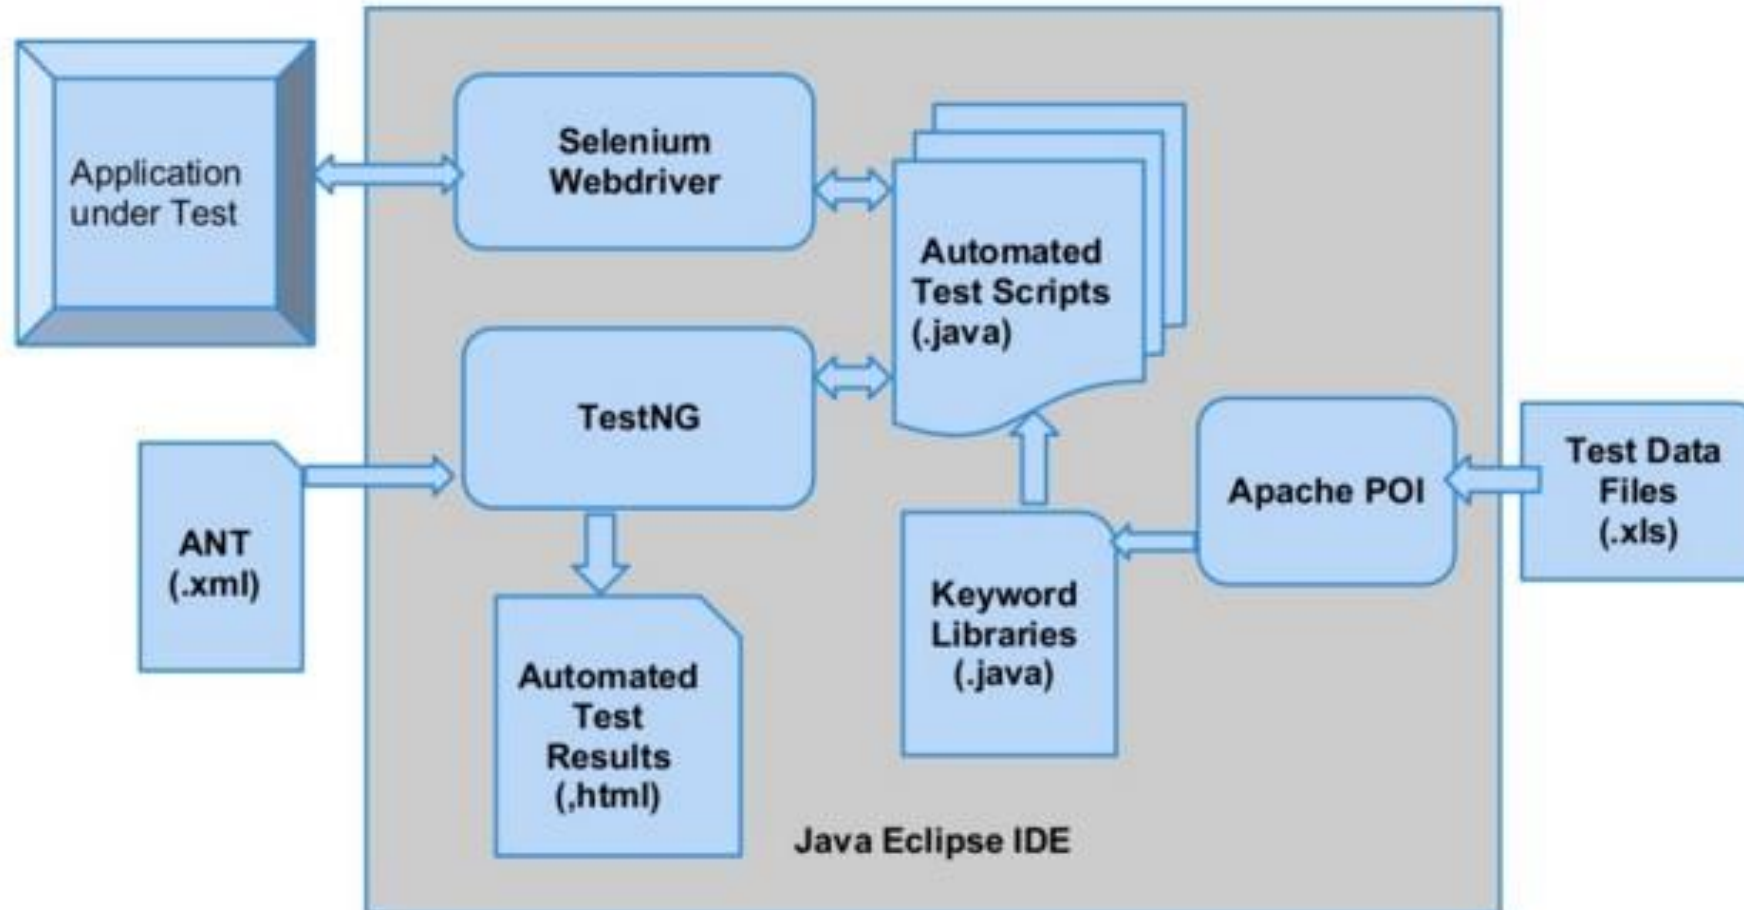 Application
under Test
Selenium
Webdriver
Automated
Test Scripts
(.java)
TestNG
ANT
(.xml)
Automated
Test
Results
(,html)
Keyword
Libraries
(.java)
Apache POI
Test Data
Files
(.xls)
Java Eclipse IDE